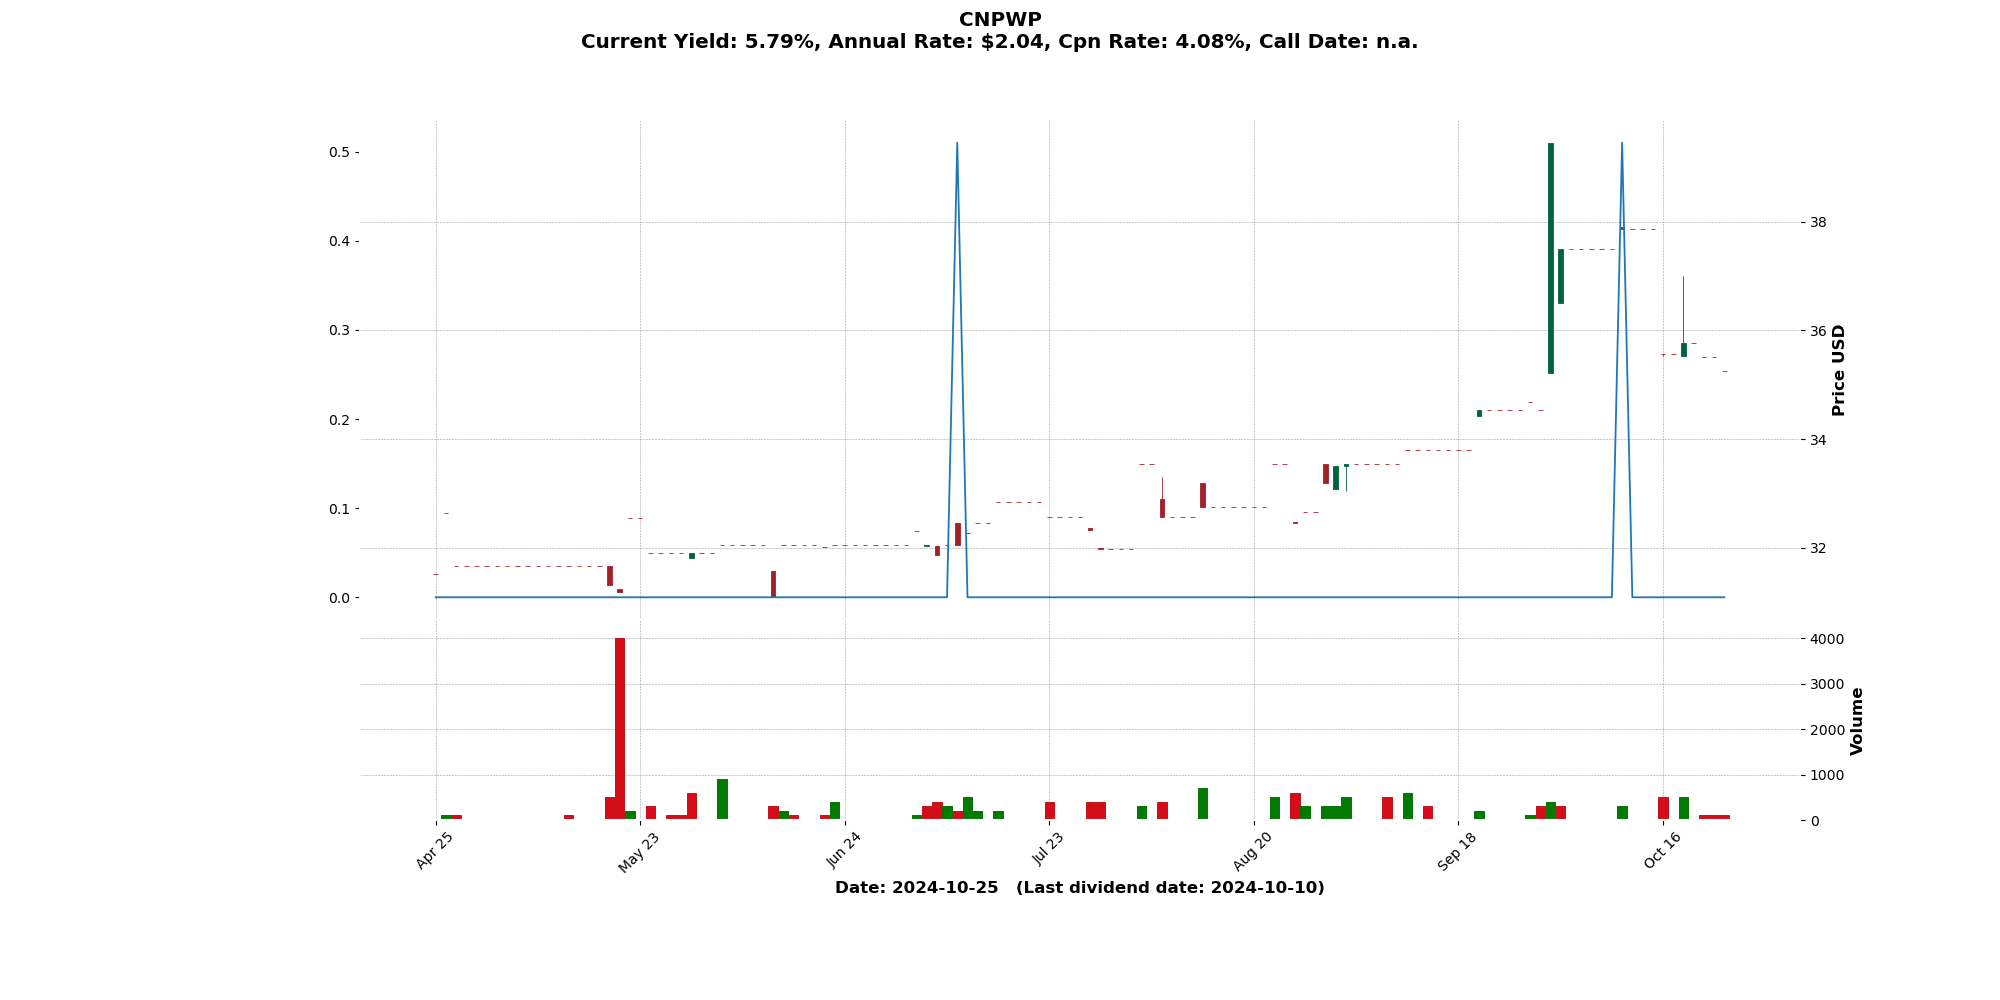 CNPWP
Current Yield: 5.79%, Annual Rate: $2.04, Cpn Rate: 4.08%, Call Date: n.a.
0.5
0.4
0.3
0.2
0.1
0.0
38
36
34
32
Price USD
4000
3000
2000
1000
0
Volume
Apr 25
May 23
Jun 24
Jul 23
Aug 20
Sep 18
Oct 16
Date: 2024-10-25 (Last dividend date: 2024-10-10)